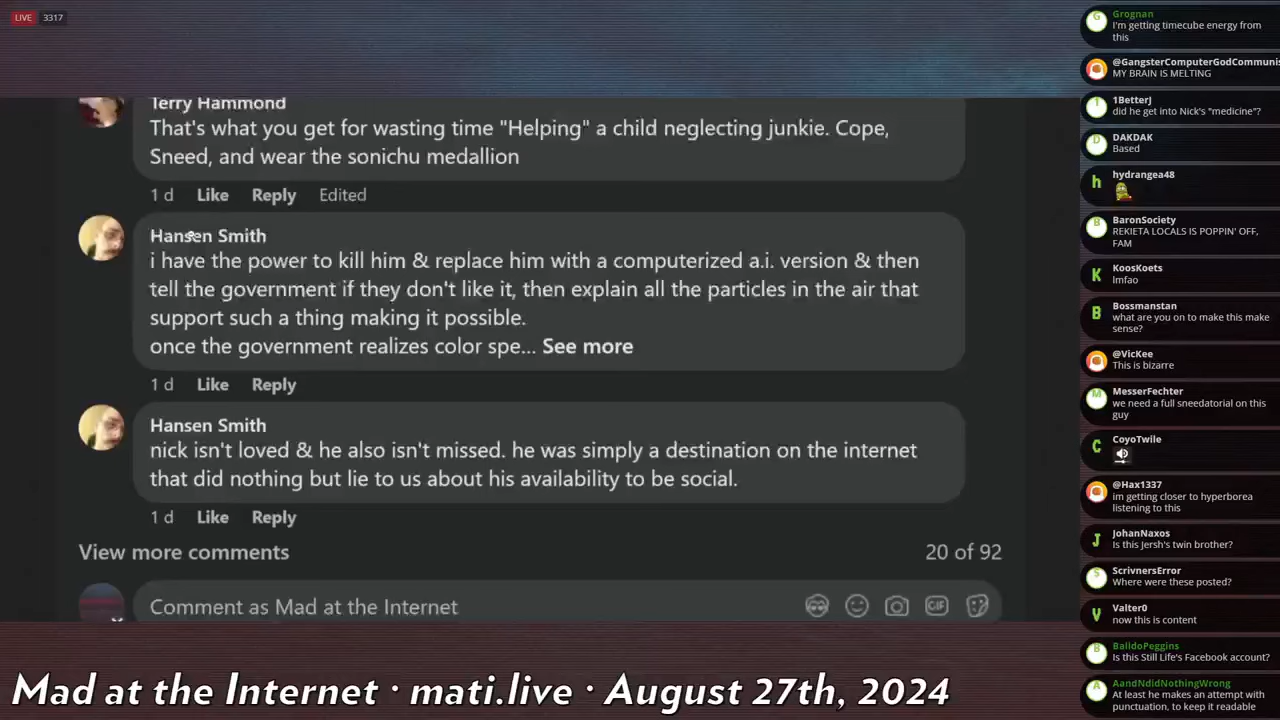 LIVE 3317
Terry Hammond
That's what you get for wasting time "Helping" a child neglecting junkie. Cope,
Sneed, and wear the sonichu medallion
1 d Like Reply Edited
Hansen Smith
i have the power to kill him & replace him with a computerized a.i. version & then
tell the government if they don't like it, then explain all the particles in the air that
support such a thing making it possible.
once the government realizes color spe... See more
1 d Like Reply
Hansen Smith
nick isn't loved & he also isn't missed. he was simply a destination on the internet
that did nothing but lie to us about his availability to be social.
1 d Like Reply
View more comments 20 of 92
Comment as Mad at the Internet
GIF
Mad at the Internet · mati.live · August 27th, 2024
G
Grognan
I'm getting timecube energy from
this
@GangsterComputerGodCommunis
MY BRAIN IS MELTING
1
1BetterJ
did he get into Nick's "medicine"?
D
DAKDAK
Based
h
hydrangea48
B
BaronSociety
REKIETA LOCALS IS POPPIN' OFF,
FAM
K
KoosKoets
lmfao
B
Bossmanstan
what are you on to make this make
sense?
@VicKee
This is bizarre
M
MesserFechter
we need a full sneedatorial on this
guy
C
CoyoTwile
@Hax1337
im getting closer to hyperborea
listening to this
J
JohanNaxos
Is this Jersh's twin brother?
S
ScrivnersError
Where were these posted?
V
Valter0
now this is content
B
BalldoPeggins
Is this Still Life's Facebook account?
A
AandNdidNothingWrong
At least he makes an attempt with
punctuation, to keep it readable